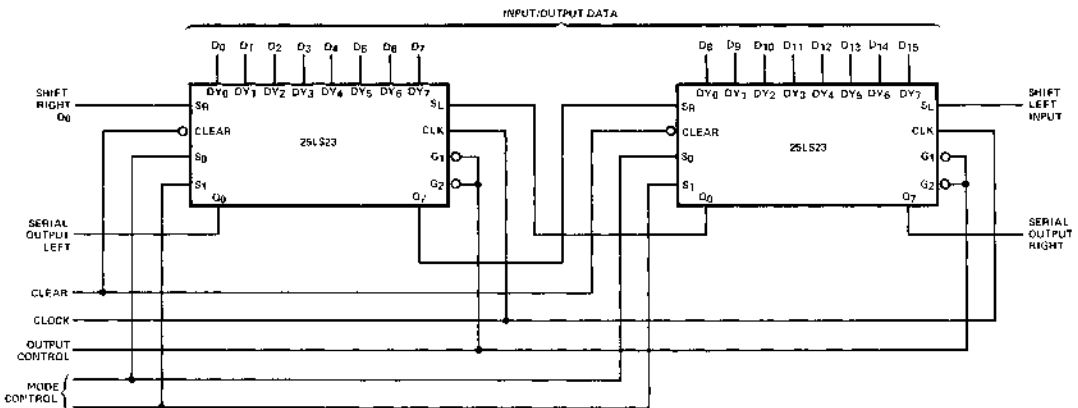 INPUT/OUTPUT DATA
D0 D1 D2 D3 D4 D5 D6 D7
D8 D9 D10 D11 D12 D13 D14 D15
DY0 DY1 DY2 DY3 DY4 DY5 DY6 DY7
DY0 DY1 DY2 DY3 DY4 DY5 DY6 DY7
SHIFT
RIGHT
SR
SL
SR
SL
SHIFT
LEFT
INPUT
CLEAR
CLK
CLEAR
CLK
25LS23
25LS23
S0
G1
S0
G1
S1
G2
S1
G2
Q0
Q7
Q0
Q7
SERIAL
OUTPUT
LEFT
SERIAL
OUTPUT
RIGHT
CLEAR
CLOCK
OUTPUT
CONTROL
MODE
CONTROL